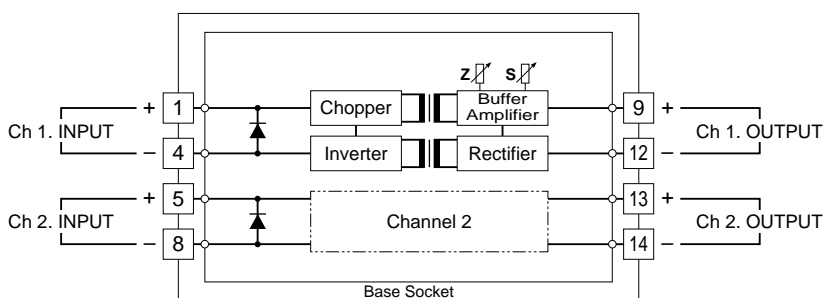 Z S
+ 1 Chopper Buffer Amplifier 9 +
Ch 1. INPUT Ch 1. OUTPUT
− 4 Inverter Rectifier 12 −
+ 5 13 +
Ch 2. INPUT Channel 2 Ch 2. OUTPUT
− 8 14 −
Base Socket